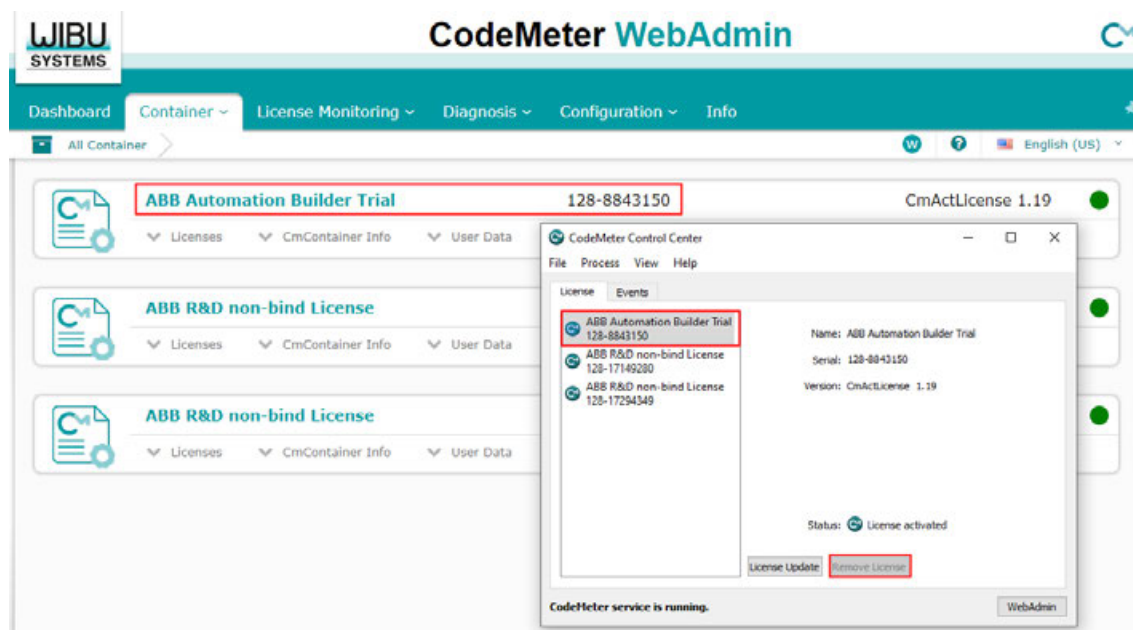 WIBU
SYSTEMS
CodeMeter WebAdmin
Dashboard Container License Monitoring Diagnosis Configuration Info
All Container
W ? English (US)
ABB Automation Builder Trial 128-8843150 CmActLicense 1.19
Licenses CmContainer Info User Data
ABB R&D non-bind License
Licenses CmContainer Info User Data
ABB R&D non-bind License
Licenses CmContainer Info User Data
CodeMeter Control Center
File Process View Help
License Events
ABB Automation Builder Trial
128-8843150
ABB R&D non-bind License
128-17149280
ABB R&D non-bind License
128-17294349
Name: ABB Automation Builder Trial
Serial: 128-8843150
Version: CmActLicense 1.19
Status: License activated
License Update Remove License
CodeMeter service is running.
WebAdmin